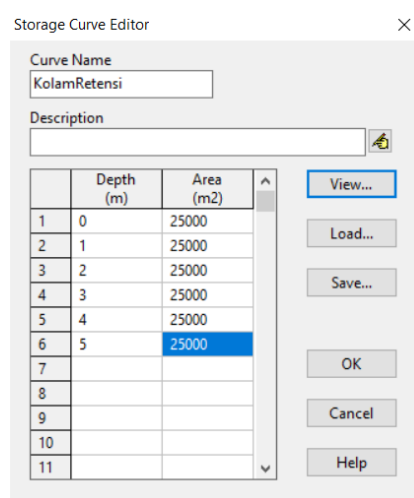 Storage Curve Editor
Curve Name
KolamRetensi
Description
Depth (m) Area (m2)
1 0 25000
2 1 25000
3 2 25000
4 3 25000
5 4 25000
6 5 25000
7
8
9
10
11
View...
Load...
Save...
OK
Cancel
Help